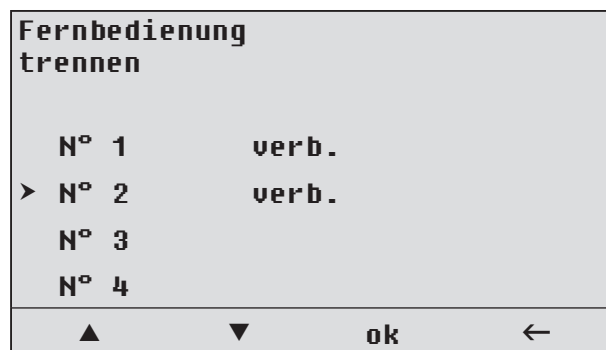 Fernbedienung
trennen
N° 1 verb.
➤ N° 2 verb.
N° 3
N° 4
▲ ▼ ok ←